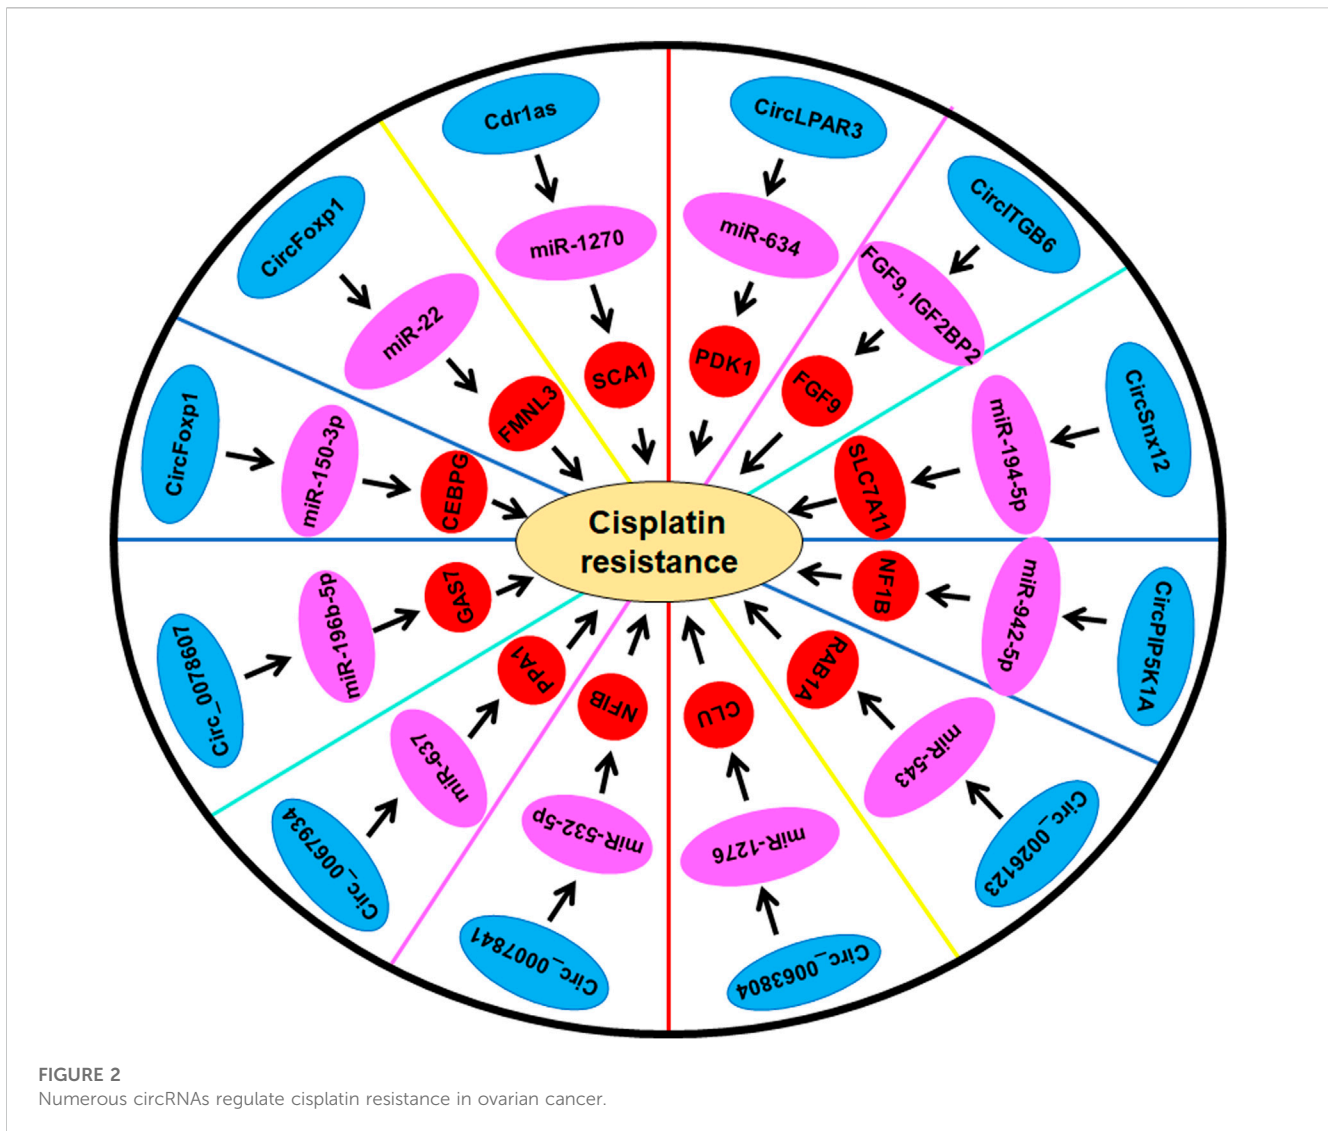 Cdr1as
miR-1270
SCA1
CircLPAR3
miR-634
PDK1
CircITGB6
FGF9, IGF2BP2
FGF9
CircSnx12
miR-194-5p
SLC7A11
CircPIP5K1A
miR-942-5p
NF1B
Circ_0026123
miR-543
RAB1A
Circ_0063804
miR-1276
CLU
Circ_0007841
miR-532-5p
NFIB
Circ_0067934
miR-637
PPA1
Circ_0078607
miR-196b-5p
GAS7
CircFoxp1
miR-150-3p
CEBPG
CircFoxp1
miR-22
FMNL3
Cisplatin
resistance
FIGURE 2
Numerous circRNAs regulate cisplatin resistance in ovarian cancer.